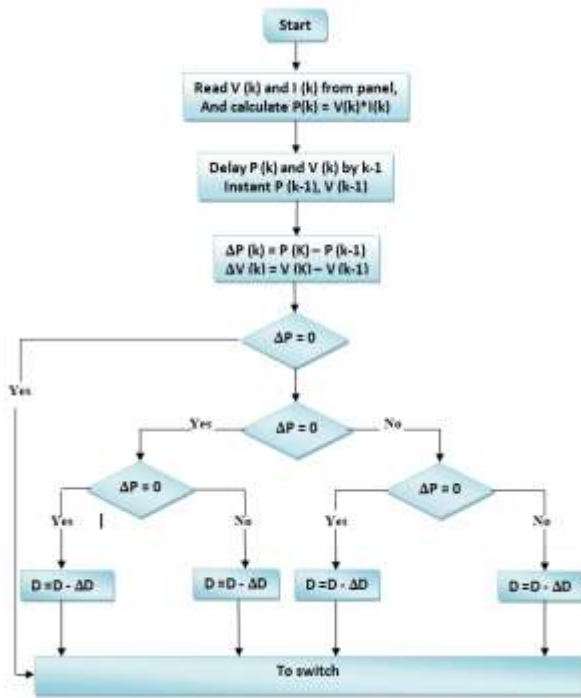 Start
Read V (k) and I (k) from panel,
And calculate P(k) = V(k)*I(k)
Delay P (k) and V (k) by k-1
Instant P (k-1), V (k-1)
ΔP (k) = P (K) – P (k-1)
ΔV (k) = V (K) – V (k-1)
ΔP = 0
Yes
ΔP = 0
Yes
No
ΔP = 0
ΔP = 0
Yes
No
Yes
No
D =D - ΔD
D =D - ΔD
D =D - ΔD
D =D - ΔD
To switch